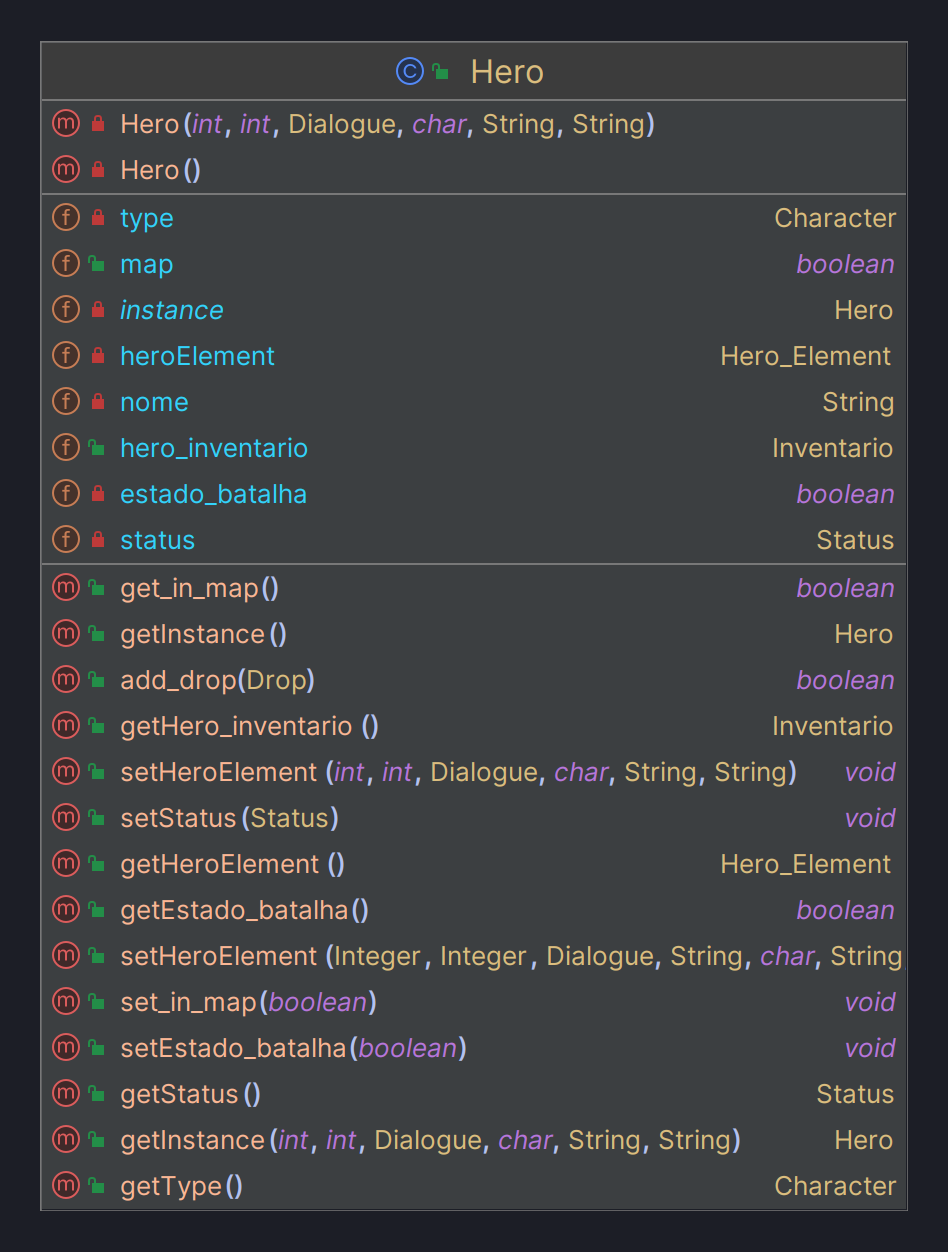 C Hero
m Hero(int, int, Dialogue, char, String, String)
m Hero()
f type Character
f map boolean
f instance Hero
f heroElement Hero_Element
f nome String
f hero_inventario Inventario
f estado_batalha boolean
f status Status
m get_in_map() boolean
m getInstance() Hero
m add_drop(Drop) boolean
m getHero_inventario () Inventario
m setHeroElement (int, int, Dialogue, char, String, String) void
m setStatus(Status) void
m getHeroElement () Hero_Element
m getEstado_batalha() boolean
m setHeroElement (Integer, Integer, Dialogue, String, char, String
m set_in_map(boolean) void
m setEstado_batalha(boolean) void
m getStatus() Status
m getInstance(int, int, Dialogue, char, String, String) Hero
m getType() Character